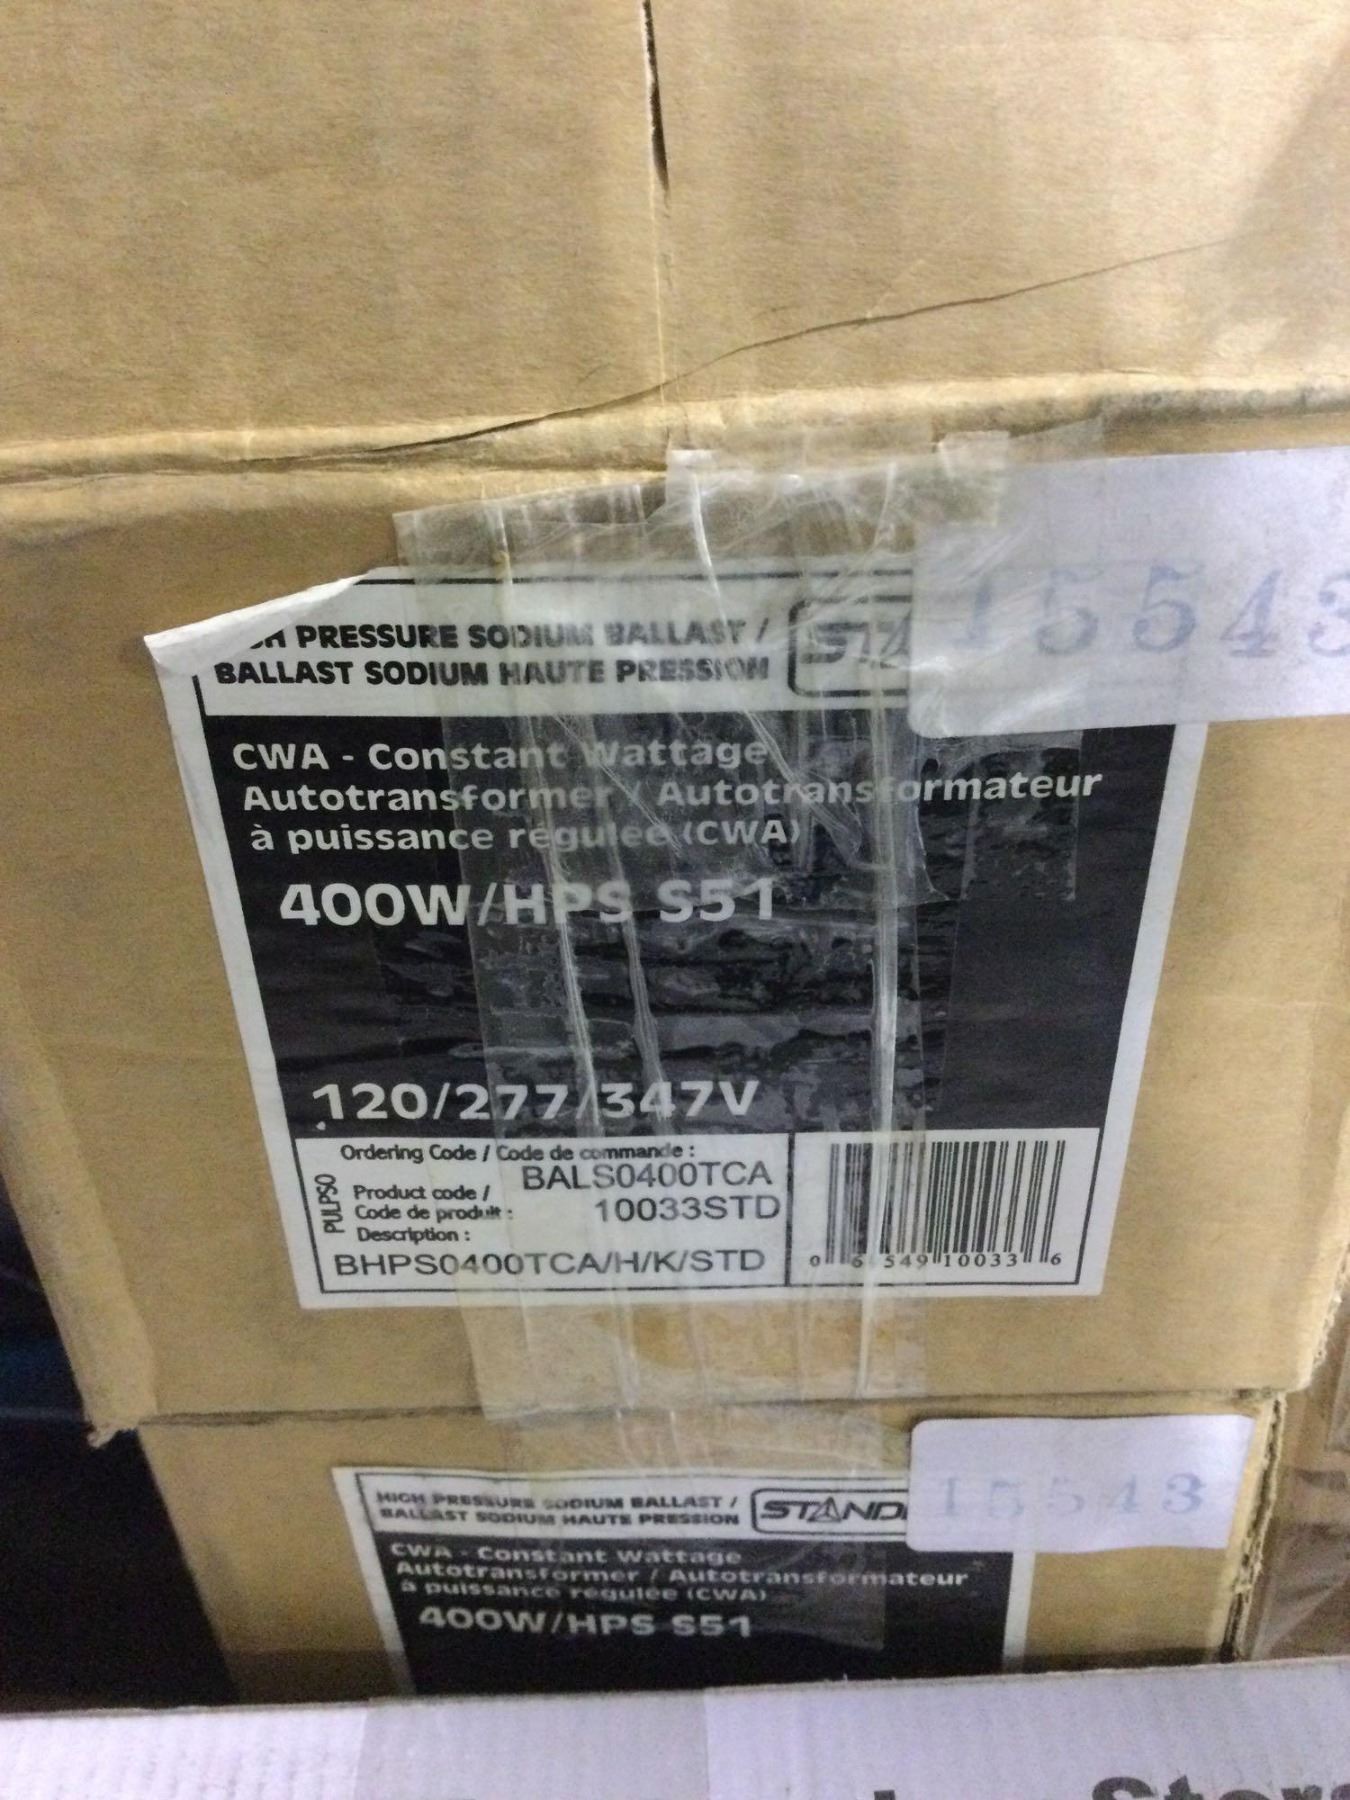 PRESSURE SODIUM BALLAST /
BALLAST SODIUM HAUTE PRESSION
15543
CWA - Constant Wattage
Autotransformer / Autotransformateur
à puissance régulée (CWA)
400W/HPS S51
120/277/347V
Ordering Code / Code de commande :
BALS0400TCA
PULPSO
Product code /
Code de produit :
10033STD
Description :
BHPS0400TCA/H/K/STD
0 65491 10033 6
HIGH PRESSURE SODIUM BALLAST /
BALLAST SODIUM HAUTE PRESSION
STAND
15543
CWA - Constant Wattage
Autotransformer / Autotransformateur
à puissance régulée (CWA)
400W/HPS S51